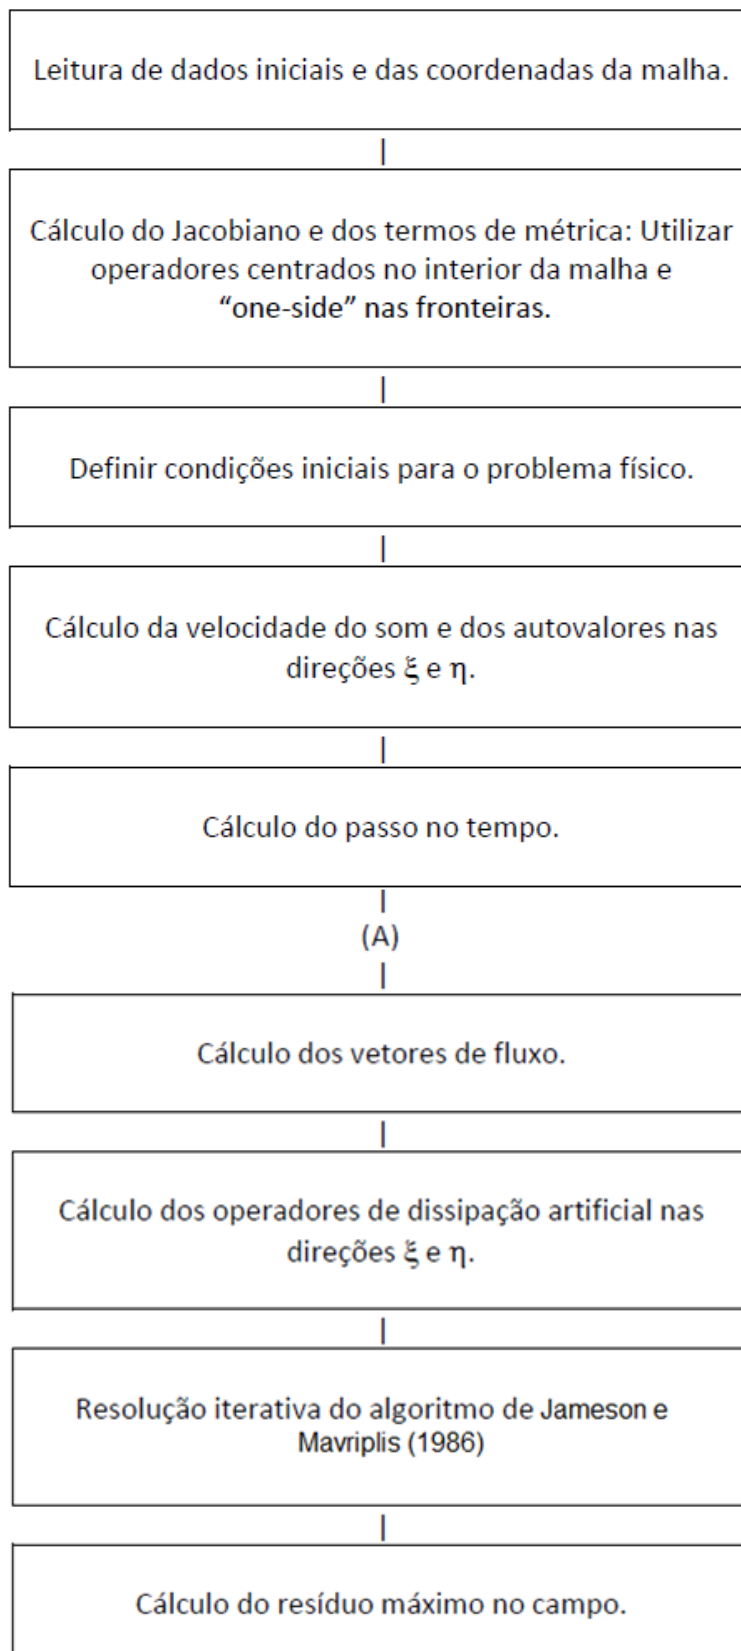 Leitura de dados iniciais e das coordenadas da malha.
Cálculo do Jacobiano e dos termos de métrica: Utilizar
operadores centrados no interior da malha e
“one-side” nas fronteiras.
Definir condições iniciais para o problema físico.
Cálculo da velocidade do som e dos autovalores nas
direções ξ e η.
Cálculo do passo no tempo.
(A)
Cálculo dos vetores de fluxo.
Cálculo dos operadores de dissipação artificial nas
direções ξ e η.
Resolução iterativa do algoritmo de Jameson e
Mavriplis (1986)
Cálculo do resíduo máximo no campo.